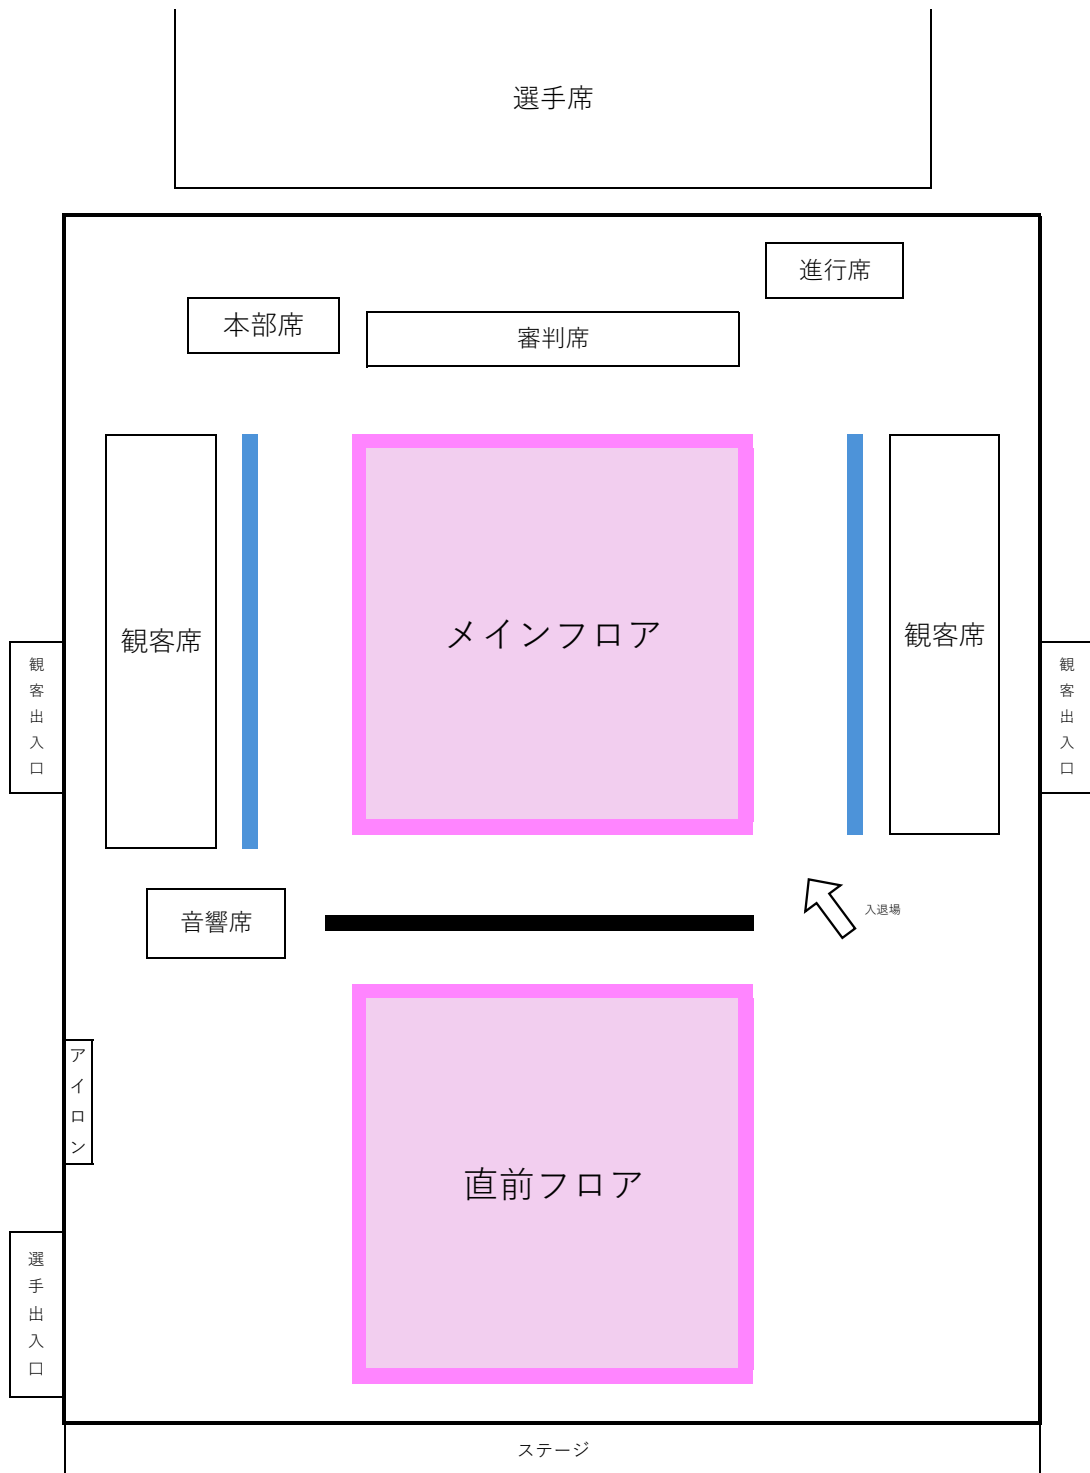 選手席
進行席
本部席
審判席
観客席
メインフロア
観客席
観客出入口
観客出入口
音響席
入退場
アイロン
直前フロア
選手出入口
ステージ